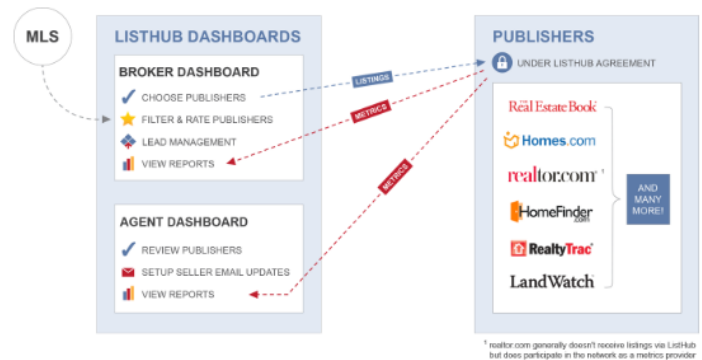 MLS
LISTHUB DASHBOARDS
BROKER DASHBOARD
CHOOSE PUBLISHERS
FILTER & RATE PUBLISHERS
LEAD MANAGEMENT
VIEW REPORTS
AGENT DASHBOARD
REVIEW PUBLISHERS
SETUP SELLER EMAIL UPDATES
VIEW REPORTS
LISTINGS
METRICS
METRICS
PUBLISHERS
UNDER LISTHUB AGREEMENT
THE
Real Estate Book
Homes.com
realtor.com 1
HomeFinder
.com
RealtyTrac
LandWatch
AND
MANY
MORE!
1 realtor.com generally doesn't receive listings via ListHub
but does participate in the network as a metrics provider